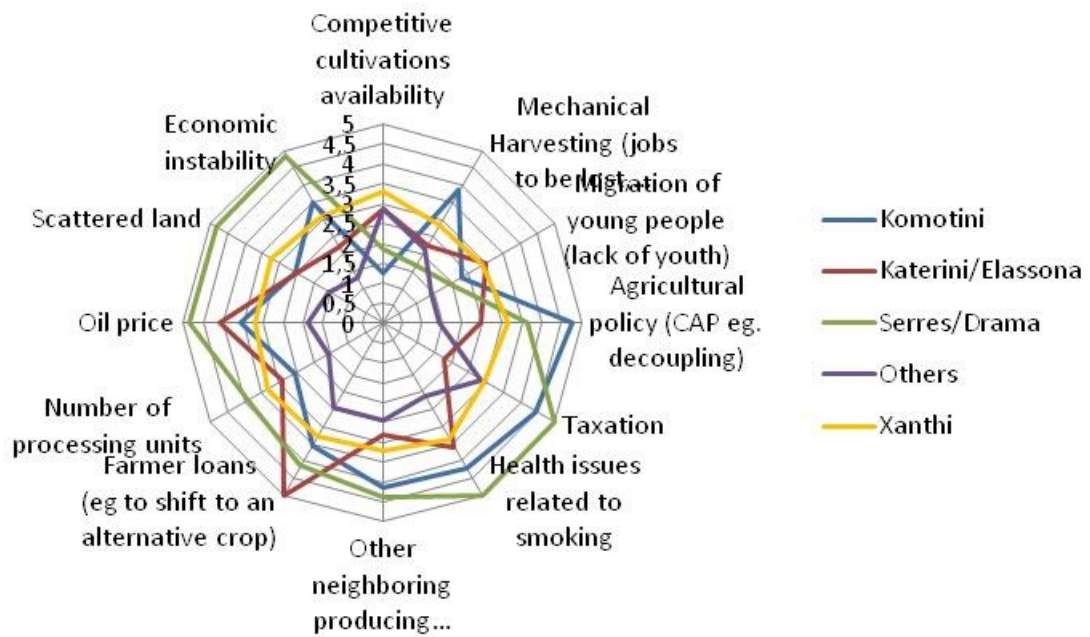 Competitive
cultivations
availability
Mechanical
Harvesting (jobs
to be lost…
Migration of
young people
(lack of youth)
Agricultural
policy (CAP eg.
decoupling)
Taxation
Health issues
related to
smoking
Other
neighboring
producing...
Farmer loans
(eg to shift to an
alternative crop)
Number of
processing units
Oil price
Scattered land
Economic
instability
5
4,5
4
3,5
3
2,5
2
1,5
1
0,5
0
Komotini
Katerini/Elassona
Serres/Drama
Others
Xanthi